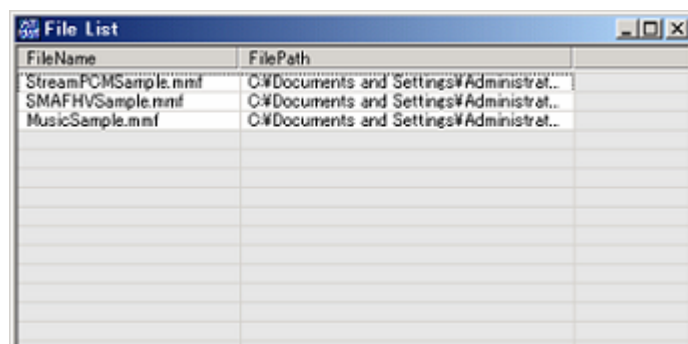 File List
FileName FilePath
StreamPCMSample.mmf C:¥Documents and Settings¥Administrat...
SMAFHVSample.mmf C:¥Documents and Settings¥Administrat...
MusicSample.mmf C:¥Documents and Settings¥Administrat...